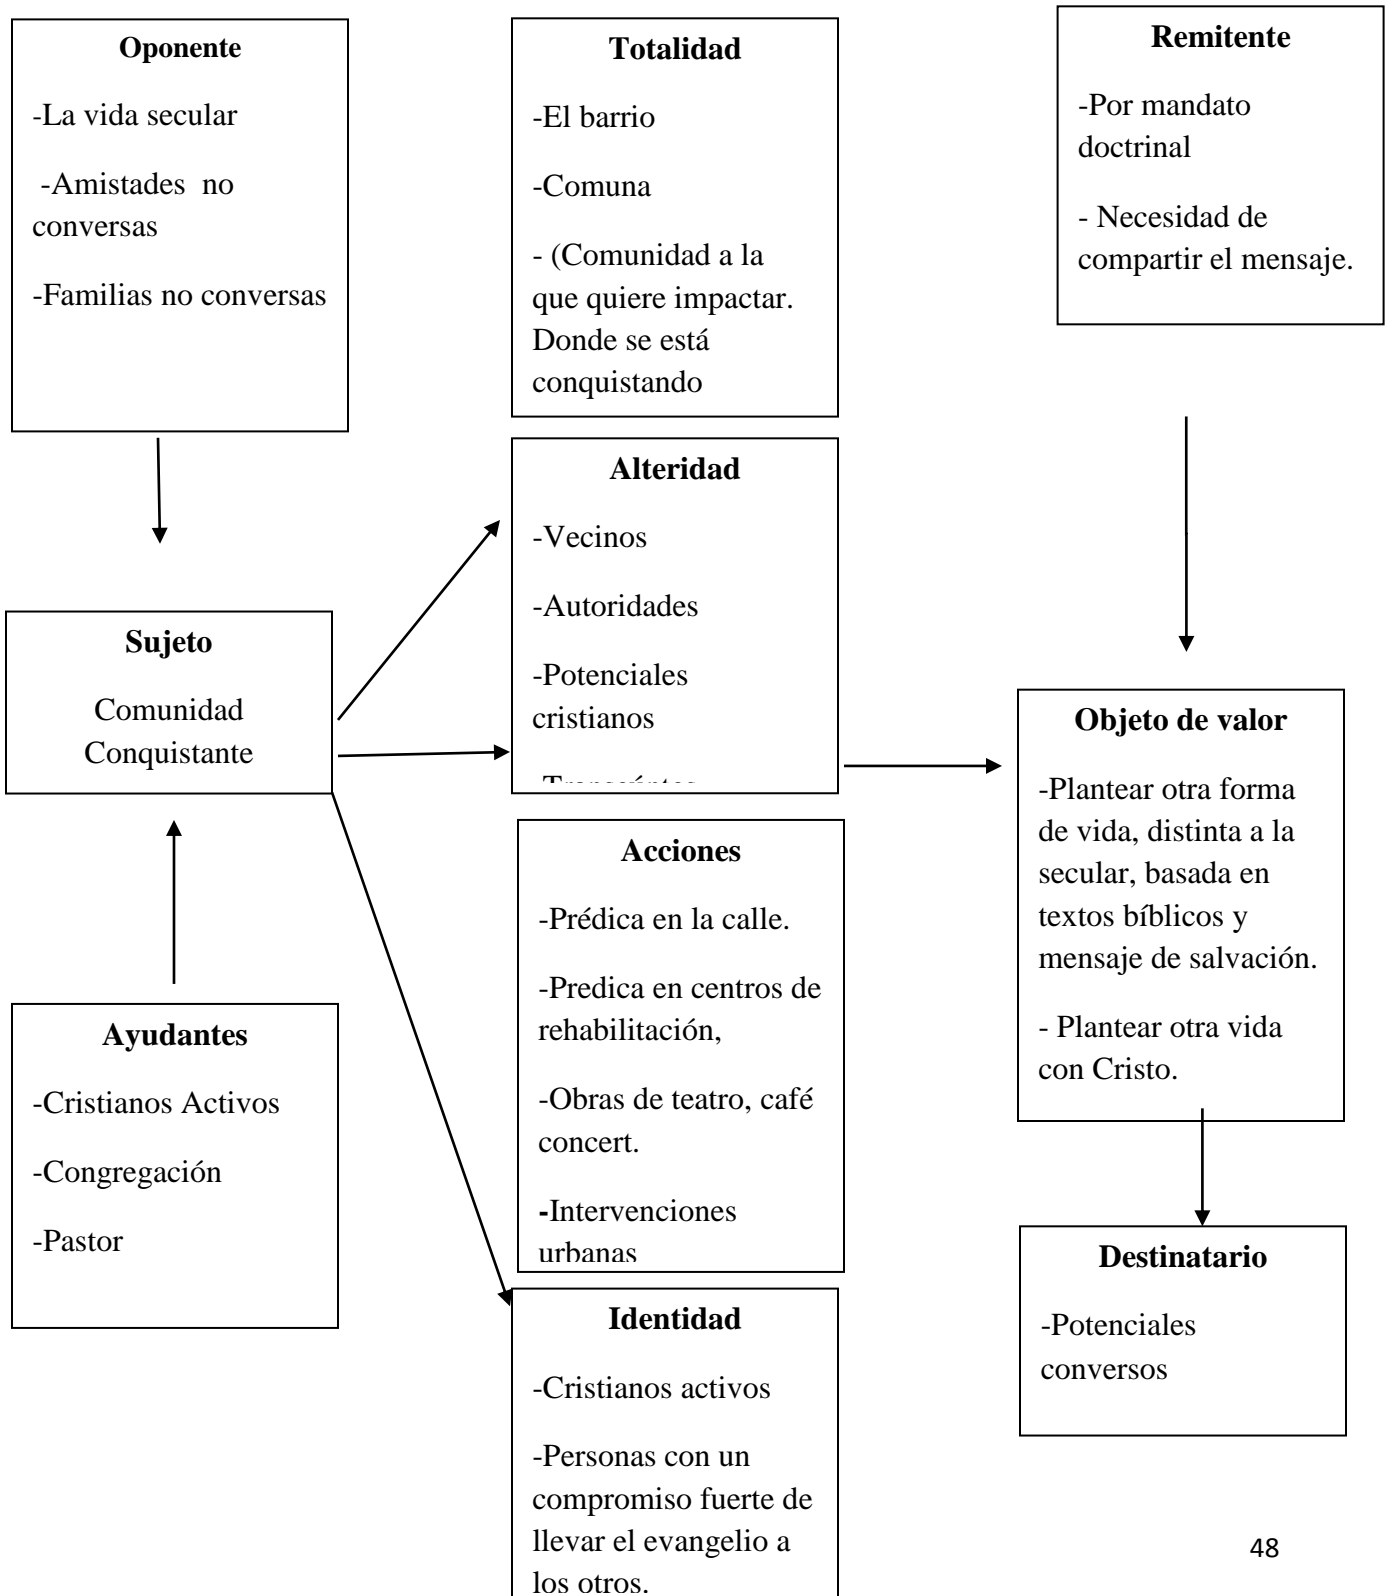 Oponente
-La vida secular
-Amistades no
conversas
-Familias no conversas
Totalidad
-El barrio
-Comuna
- (Comunidad a la
que quiere impactar.
Donde se está
conquistando
Remitente
-Por mandato
doctrinal
- Necesidad de
compartir el mensaje.
Alteridad
-Vecinos
-Autoridades
-Potenciales
cristianos
Sujeto
Comunidad
Conquistante
Objeto de valor
-Plantear otra forma
de vida, distinta a la
secular, basada en
textos bíblicos y
mensaje de salvación.
- Plantear otra vida
con Cristo.
Acciones
-Prédica en la calle.
-Predica en centros de
rehabilitación,
-Obras de teatro, café
concert.
-Intervenciones
urbanas
Ayudantes
-Cristianos Activos
-Congregación
-Pastor
Destinatario
-Potenciales
conversos
Identidad
-Cristianos activos
-Personas con un
compromiso fuerte de
llevar el evangelio a
los otros.
48